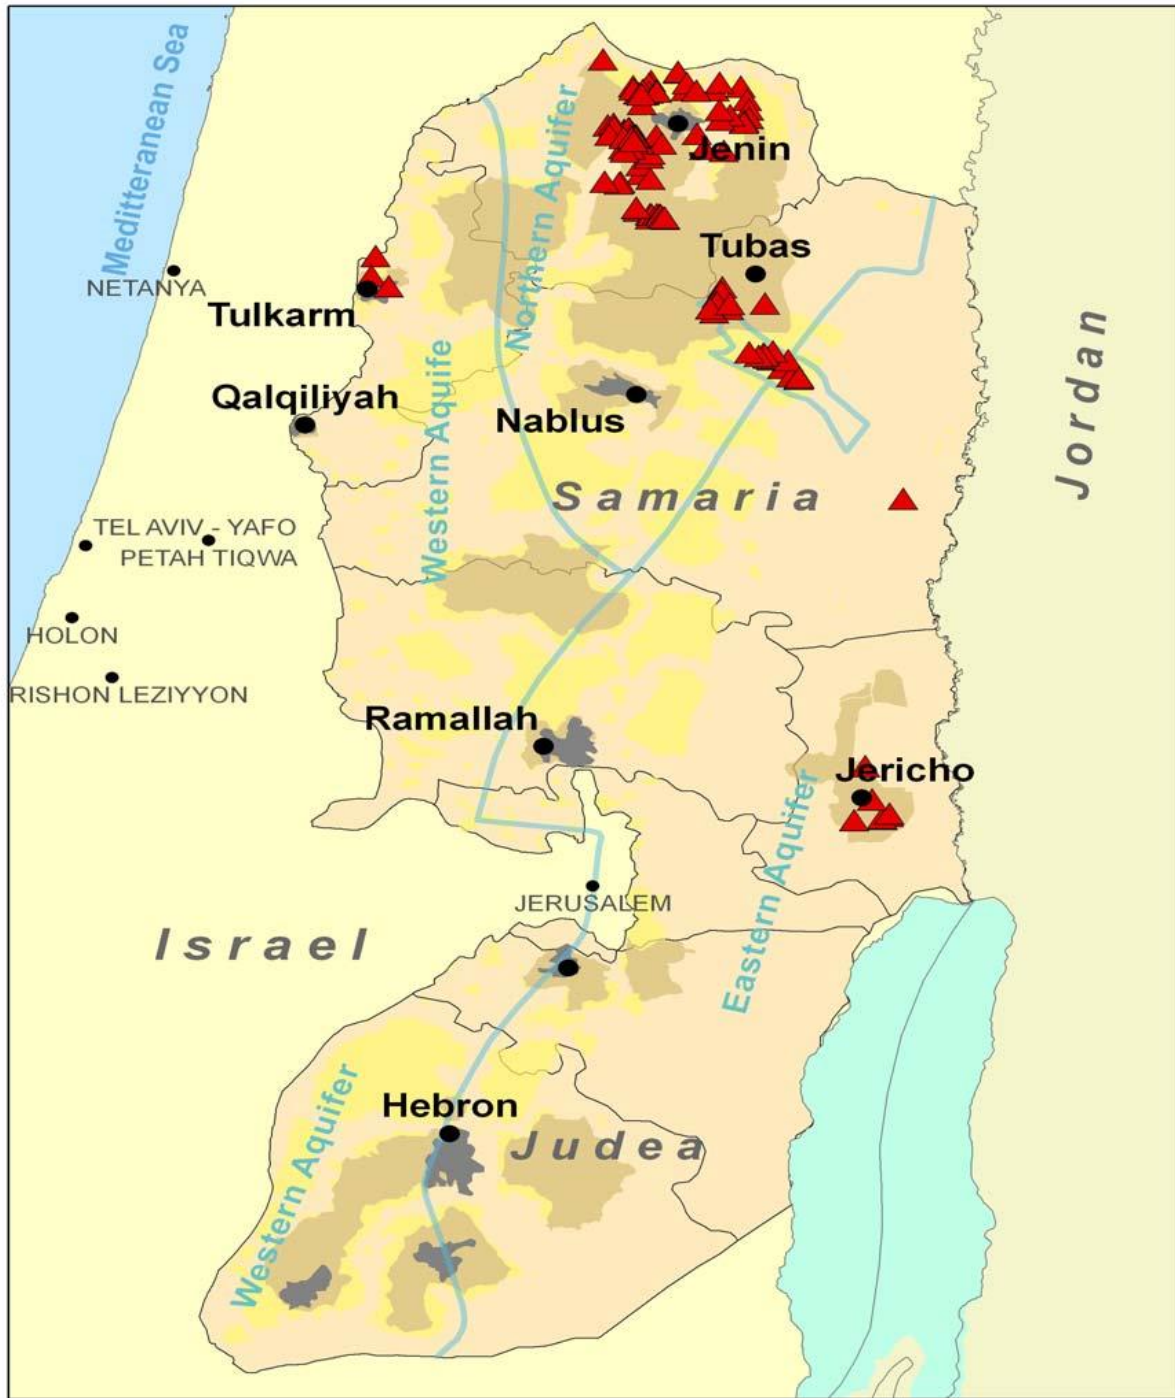 Meditteranean Sea
Northern Aquifer
Jenin
Tubas
NETANYA
Tulkarm
Jordan
Qalqiliyah
Nablus
Western Aquife
Samaria
TEL AVIV - YAFO
PETAH TIQWA
HOLON
RISHON LEZIYYON
Ramallah
Jericho
Eastern Aquifer
JERUSALEM
Israel
Hebron
Judea
Western Aquifer